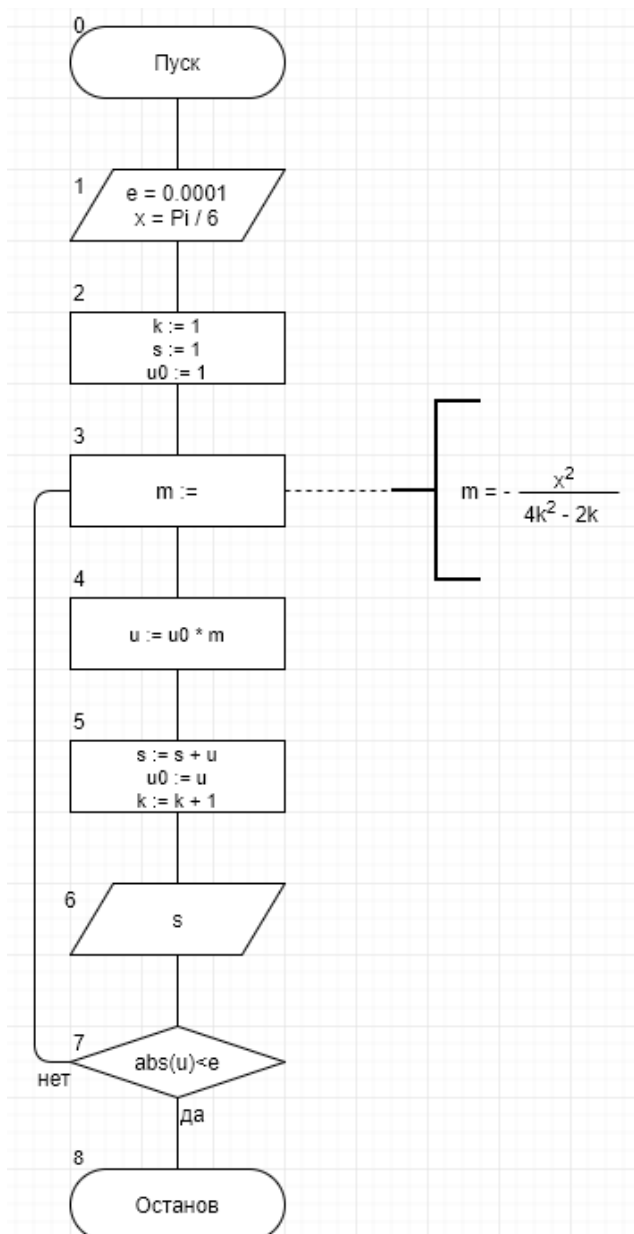 0
Пуск
1
e = 0.0001
x = Pi / 6
2
k := 1
s := 1
u0 := 1
3
m :=
m = - x² / 4k² - 2k
4
u := u0 * m
5
s := s + u
u0 := u
k := k + 1
6
s
7
abs(u)<e
нет
да
8
Останов